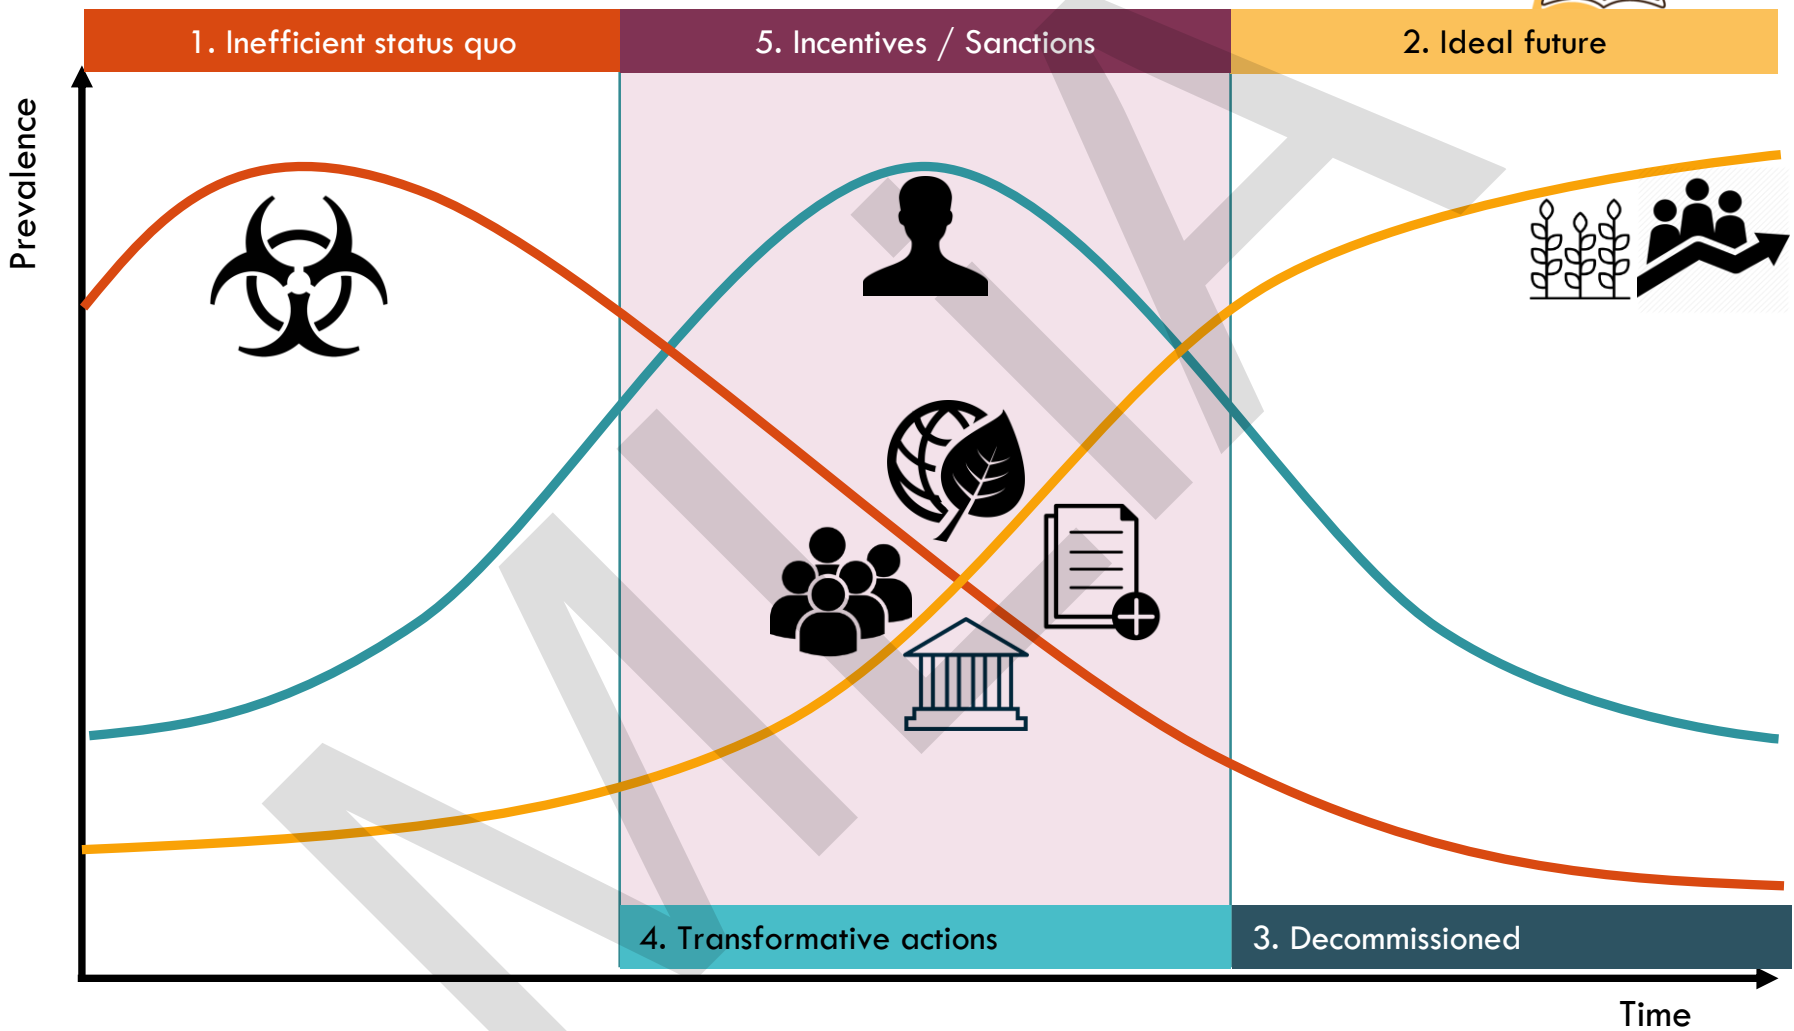 1. Inefficient status quo
5. Incentives / Sanctions
2. Ideal future
Prevalence
4. Transformative actions
3. Decommissioned
Time